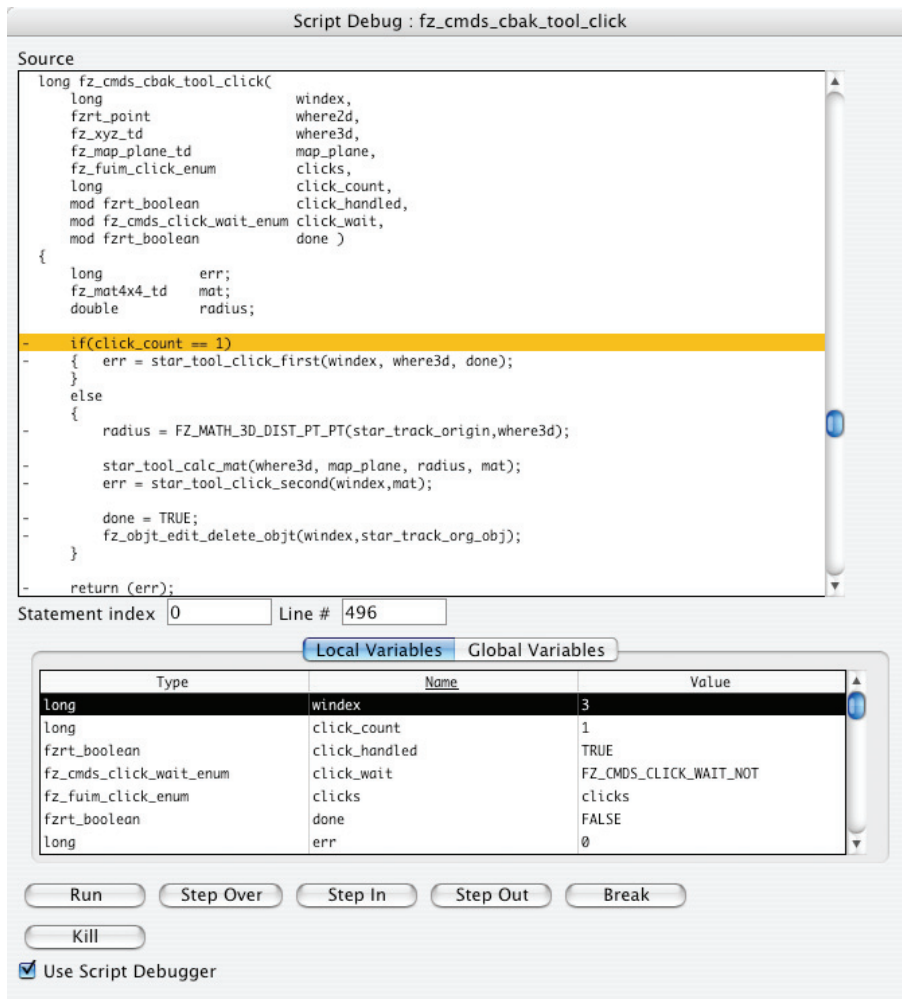 Script Debug : fz_cmds_cbak_tool_click
Source
long fz_cmds_cbak_tool_click(
long windex,
fzrt_point where2d,
fz_xyz_td where3d,
fz_map_plane_td map_plane,
fz_fuim_click_enum clicks,
long click_count,
mod fzrt_boolean click_handled,
mod fz_cmds_click_wait_enum click_wait,
mod fzrt_boolean done )
{
long err;
fz_mat4x4_td mat;
double radius;
- if(click_count == 1)
- { err = star_tool_click_first(window, where3d, done);
}
else
{
- radius = FZ_MATH_3D_DIST_PT_PT(star_track_origin,where3d);
- star_tool_calc_mat(where3d, map_plane, radius, mat);
- err = star_tool_click_second(windex,mat);
- done = TRUE;
- fz_objt_edit_delete_objt(windex,star_track_org_obj);
}
- return (err);
Statement index 0 Line # 496
Local Variables Global Variables
Type Name Value
long windex 3
long click_count 1
fzrt_boolean click_handled TRUE
fz_cmds_click_wait_enum click_wait FZ_CMDS_CLICK_WAIT_NOT
fz_fuim_click_enum clicks clicks
fzrt_boolean done FALSE
long err 0
Run Step Over Step In Step Out Break
Kill
Use Script Debugger